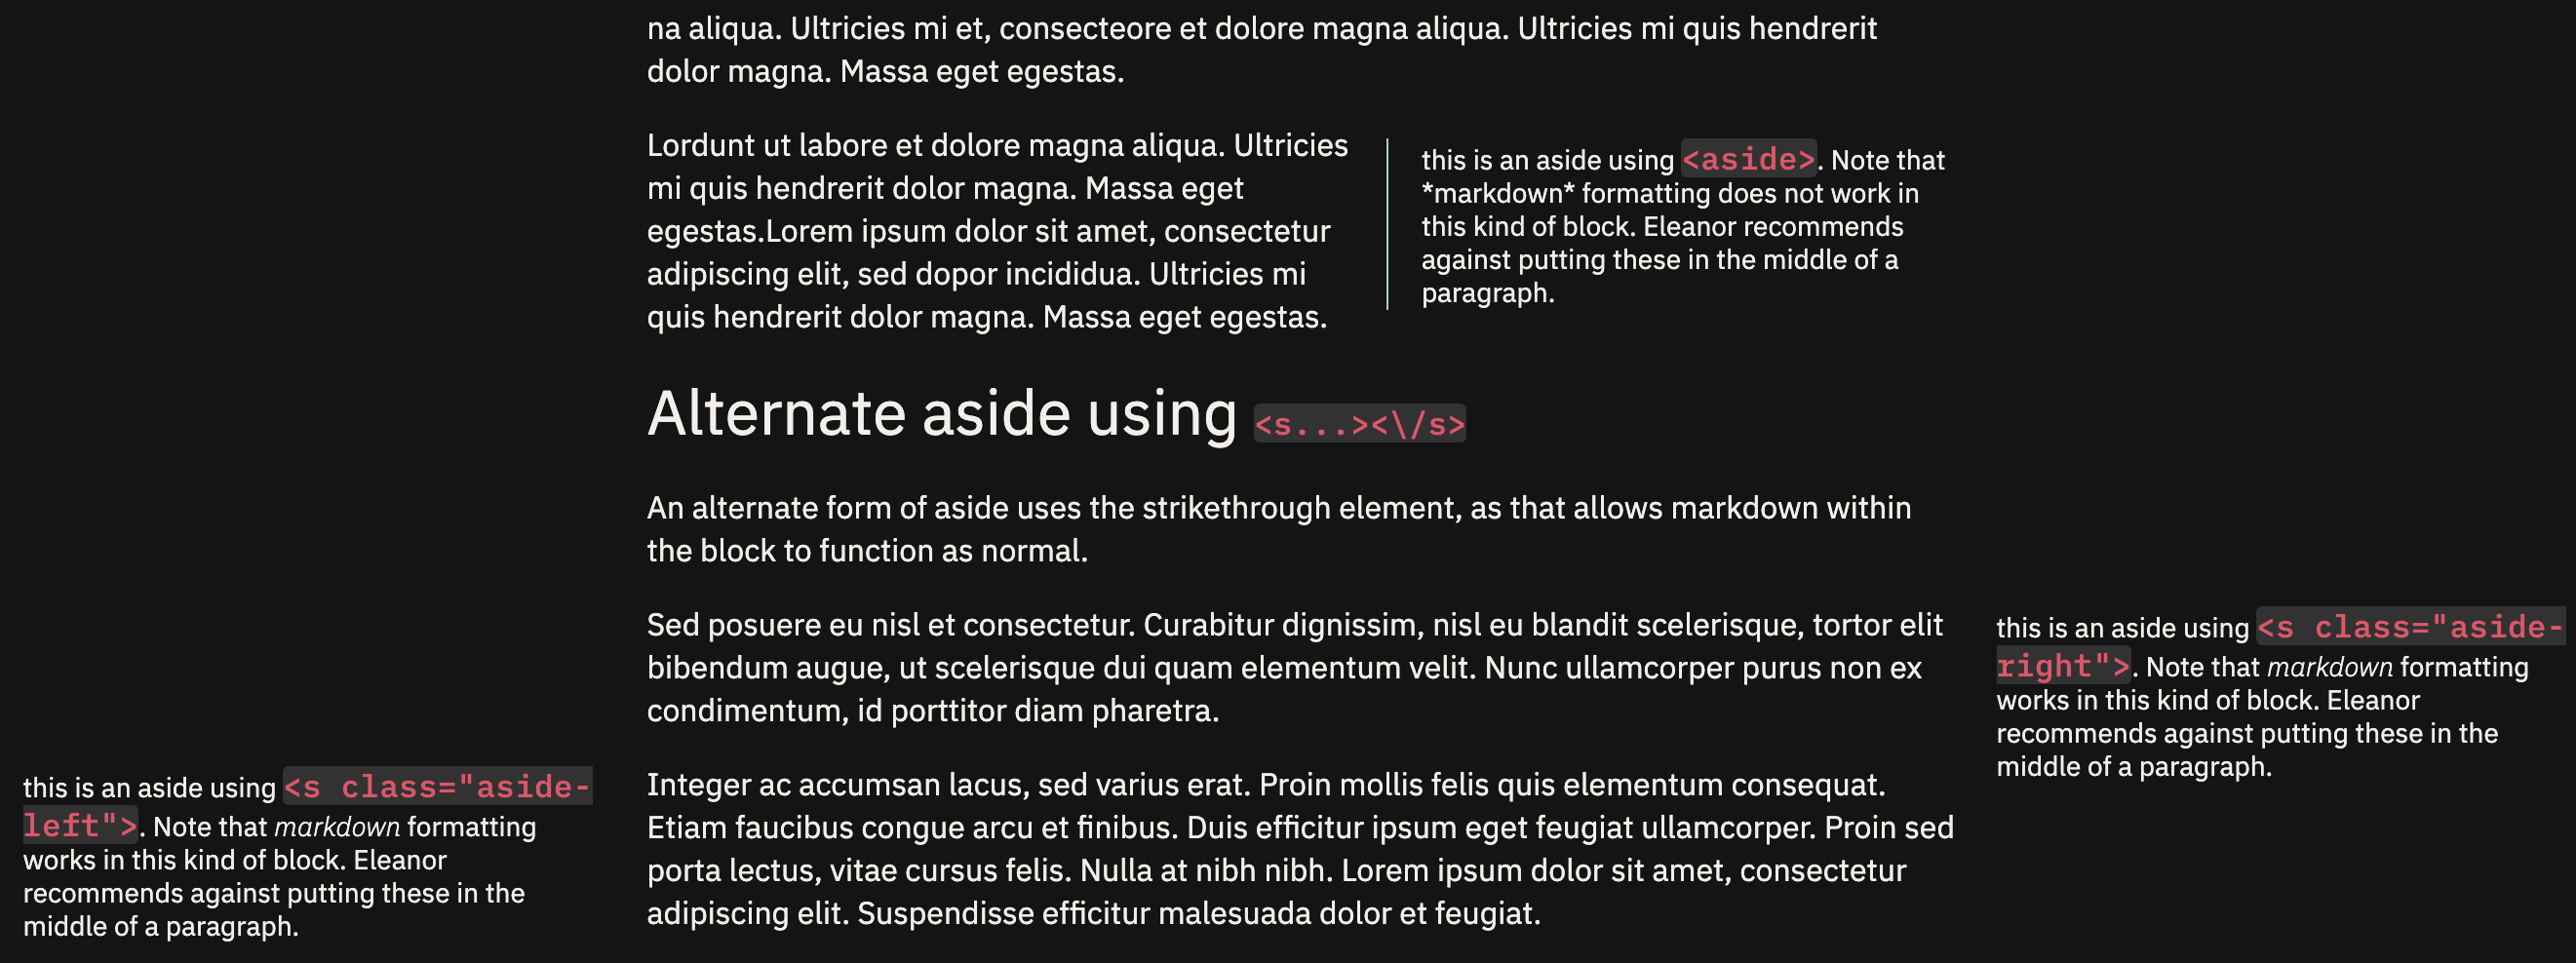 na aliqua. Ultricies mi et, consecteore et dolore magna aliqua. Ultricies mi quis hendrerit
dolor magna. Massa eget egestas.
Lordunt ut labore et dolore magna aliqua. Ultricies
mi quis hendrerit dolor magna. Massa eget
egestas.Lorem ipsum dolor sit amet, consectetur
adipiscing elit, sed dopor incididua. Ultricies mi
quis hendrerit dolor magna. Massa eget egestas.
this is an aside using <aside>. Note that
*markdown* formatting does not work in
this kind of block. Eleanor recommends
against putting these in the middle of a
paragraph.
Alternate aside using <s...><\/s>
An alternate form of aside uses the strikethrough element, as that allows markdown within
the block to function as normal.
Sed posuere eu nisl et consectetur. Curabitur dignissim, nisl eu blandit scelerisque, tortor elit
bibendum augue, ut scelerisque dui quam elementum velit. Nunc ullamcorper purus non ex
condimentum, id porttitor diam pharetra.
this is an aside using <s class="aside-
right">. Note that markdown formatting
works in this kind of block. Eleanor
recommends against putting these in the
middle of a paragraph.
this is an aside using <s class="aside-
left">. Note that markdown formatting
works in this kind of block. Eleanor
recommends against putting these in the
middle of a paragraph.
Integer ac accumsan lacus, sed varius erat. Proin mollis felis quis elementum consequat.
Etiam faucibus congue arcu et finibus. Duis efficitur ipsum eget feugiat ullamcorper. Proin sed
porta lectus, vitae cursus felis. Nulla at nibh nibh. Lorem ipsum dolor sit amet, consectetur
adipiscing elit. Suspendisse efficitur malesuada dolor et feugiat.